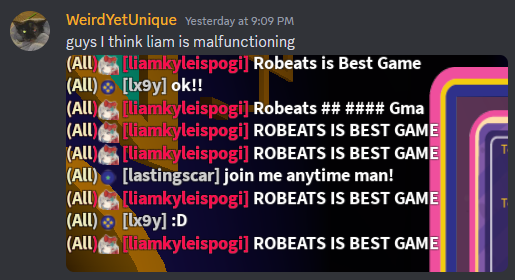 WeirdYetUnique Yesterday at 9:09 PM
guys I think liam is malfunctioning
(All) [liamkyleispogi] Robeats is Best Game
(All) [lx9y] ok!!
(All) [liamkyleispogi] Robeats ## #### Gma
(All) [liamkyleispogi] ROBEATS IS BEST GAME
(All) [liamkyleispogi] ROBEATS IS BEST GAME
(All) [lastingscar] join me anytime man!
(All) [liamkyleispogi] ROBEATS IS BEST GAME
(All) [lx9y] :D
(All) [liamkyleispogi] ROBEATS IS BEST GAME